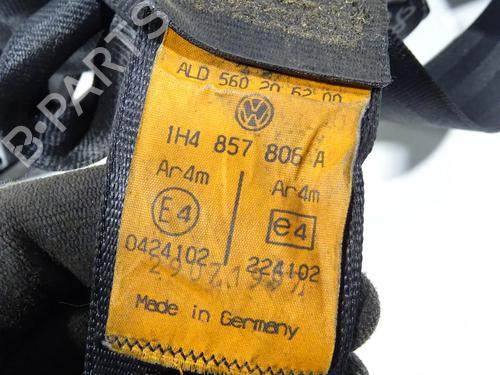 ALD 560 20 62 00
VW
1H4 857 806 A
Ar4m Ar4m
E4 e4
0424102 224102
Made in Germany
B-PARTS